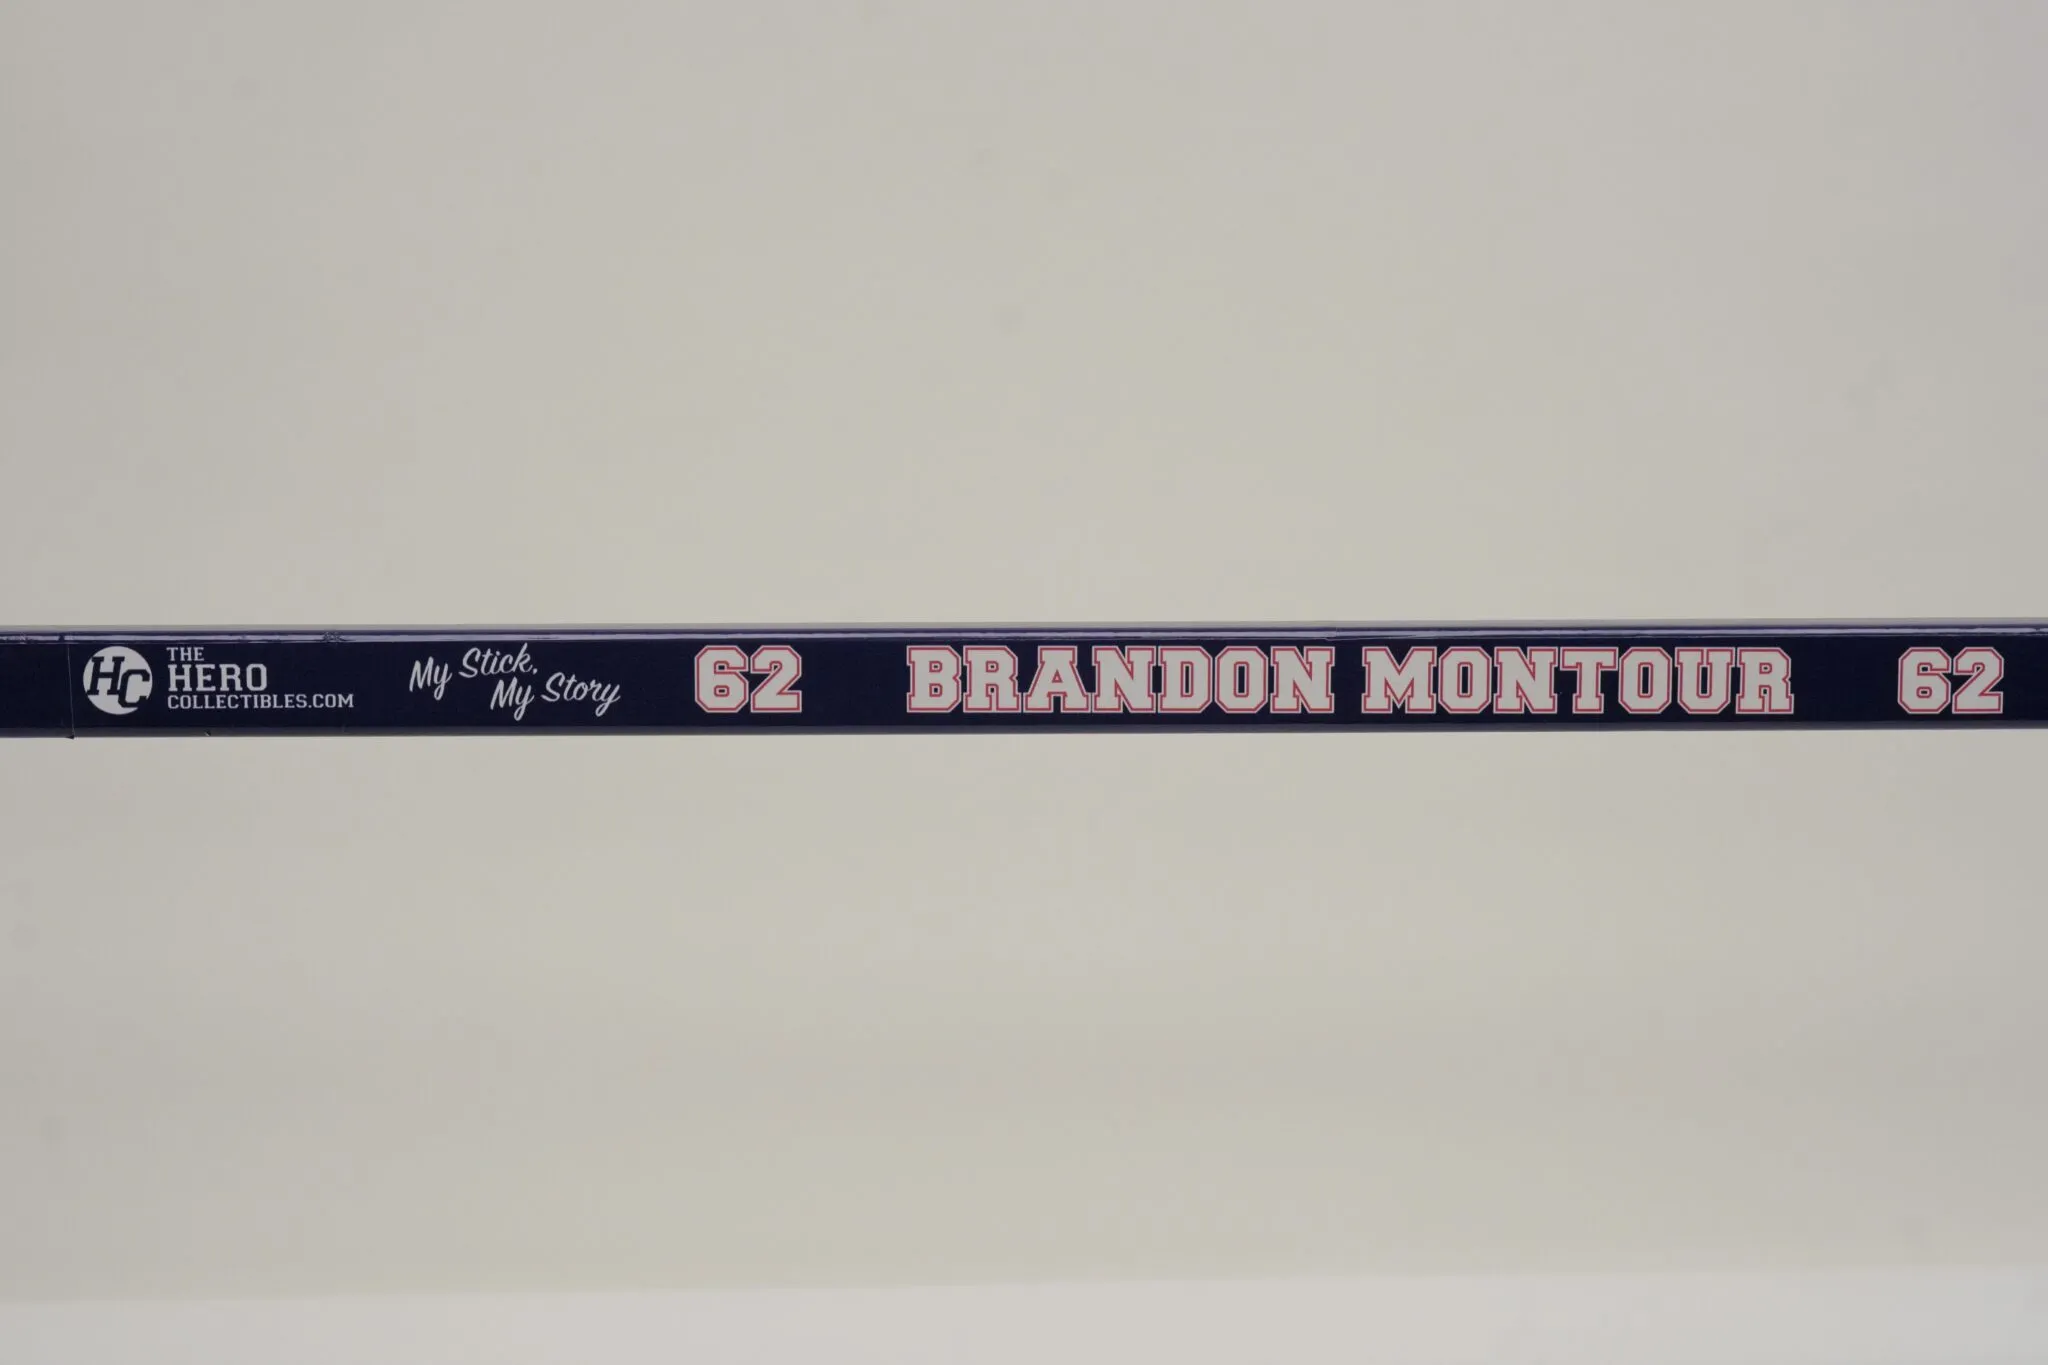 HC
THE
HERO
COLLECTIBLES.COM
My Stick,
My Story
62
BRANDON MONTOUR
62